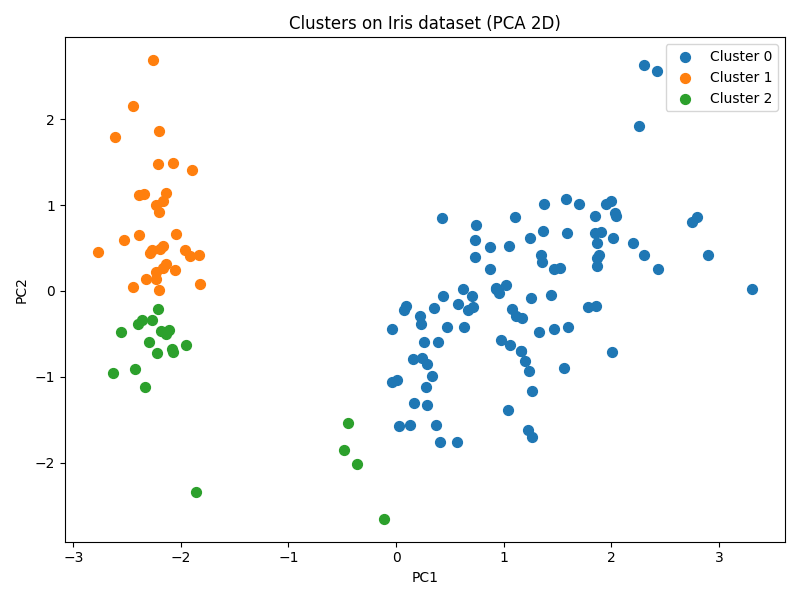 Clusters on Iris dataset (PCA 2D)
Cluster 0
Cluster 1
Cluster 2
PC2
2
1
0
−1
−2
−3
−2
−1
0
1
2
3
PC1